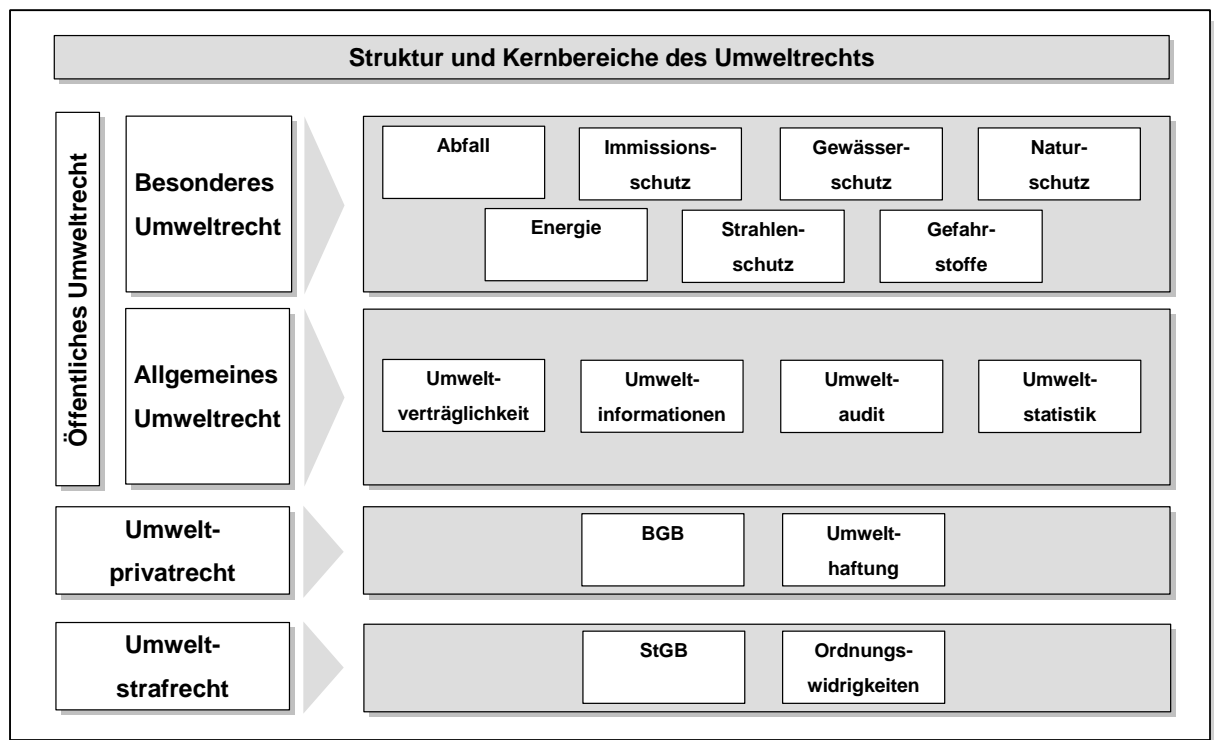 Struktur und Kernbereiche des Umweltrechts
Öffentliches Umweltrecht
Besonderes
Umweltrecht
Abfall
Immissions-
schutz
Gewässer-
schutz
Natur-
schutz
Energie
Strahlen-
schutz
Gefahr-
stoffe
Allgemeines
Umweltrecht
Umwelt-
verträglichkeit
Umwelt-
informationen
Umwelt-
audit
Umwelt-
statistik
Umwelt-
privatrecht
BGB
Umwelt-
haftung
Umwelt-
strafrecht
StGB
Ordnungs-
widrigkeiten